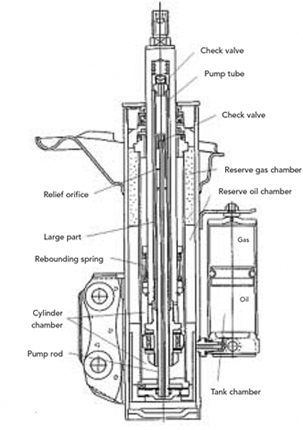 Check valve
Pump tube
Check valve
Reserve gas chamber
Relief orifice
Reserve oil chamber
Large part
Gas
Rebounding spring
Oil
Cylinder
chamber
Pump rod
Tank chamber